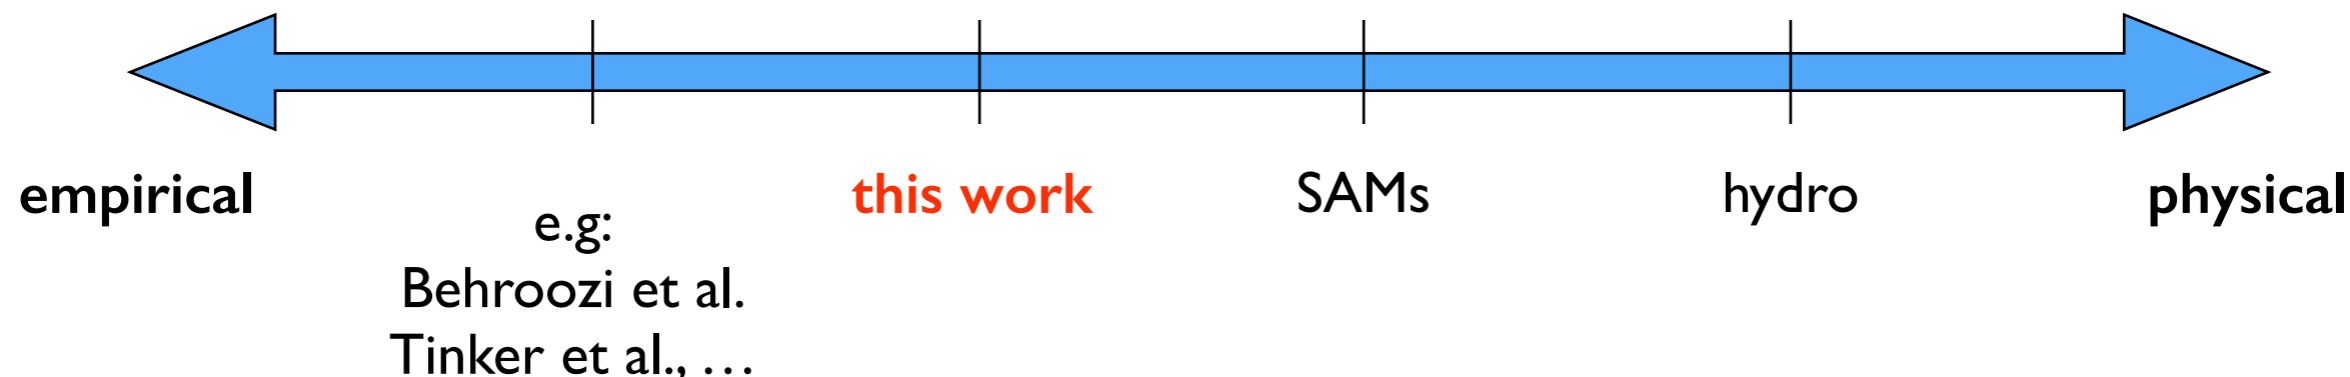 empirical
e.g:
Behroozi et al.
Tinker et al., …
this work
SAMs
hydro
physical